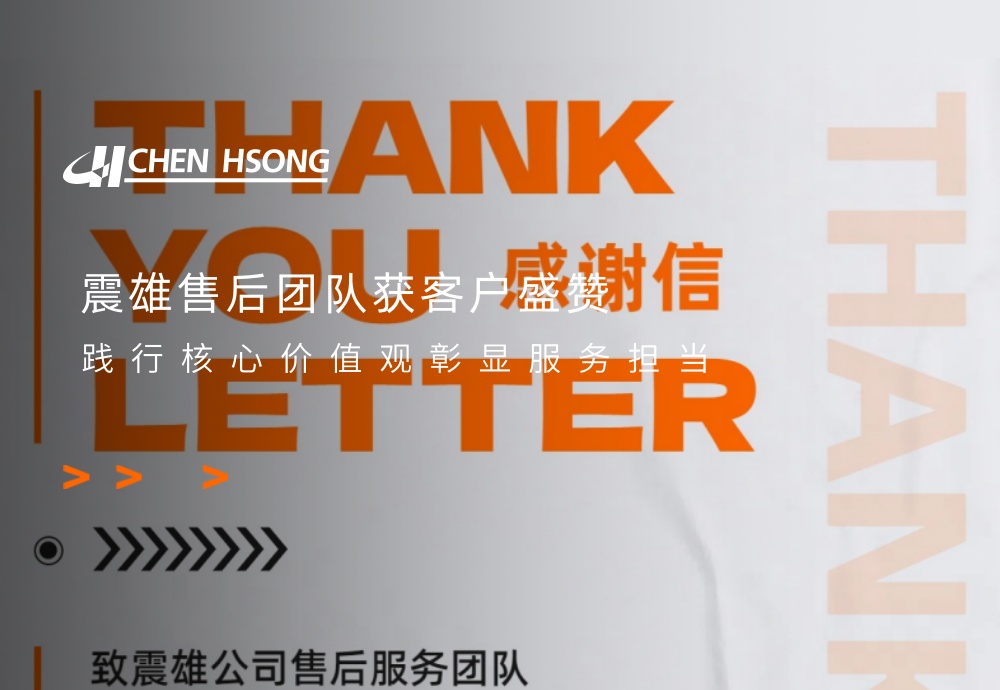 THANK
CHEN HSONG
YOU 感谢信
震雄售后团队获客户盛赞
践行核心价值观彰显服务担当
LETTER
> > >
致震雄公司售后服务团队
THANK